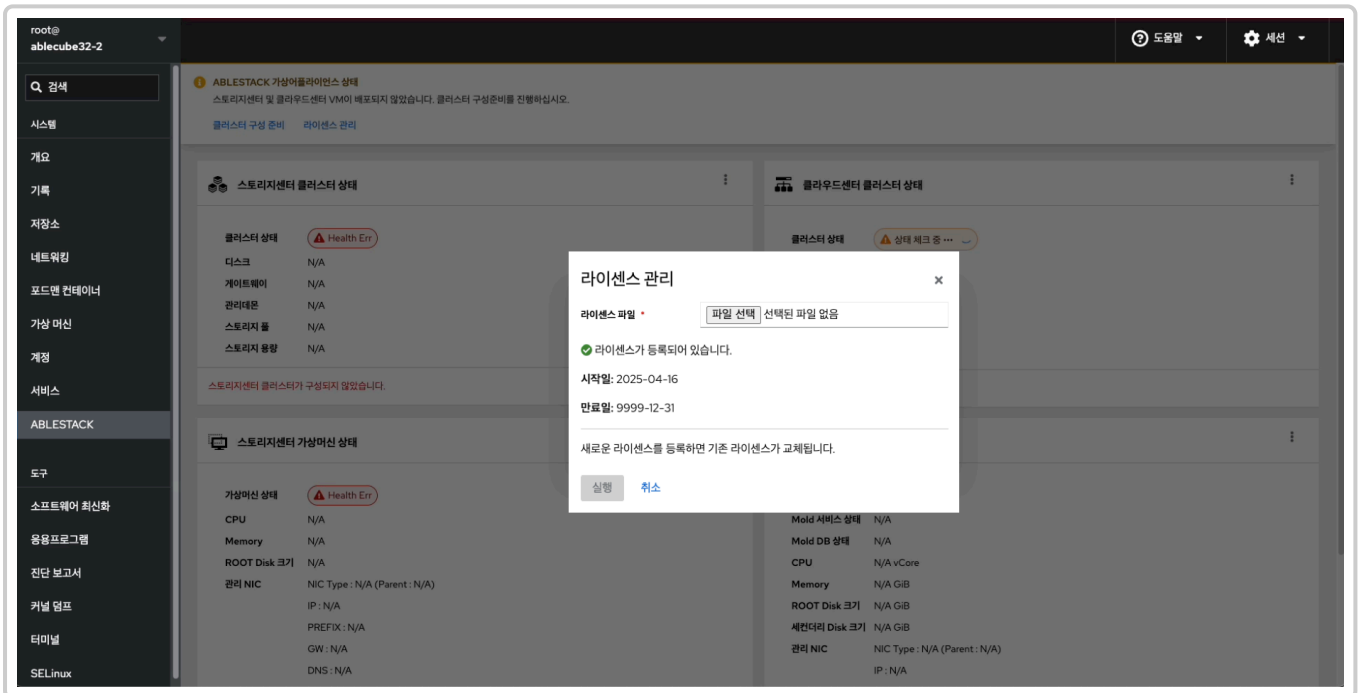 root@
ablecube32-2
도움말
세션
검색
시스템
개요
기록
저장소
네트워킹
포드맨 컨테이너
가상 머신
계정
서비스
ABLESTACK
도구
소프트웨어 최신화
응용프로그램
진단 보고서
커널 덤프
터미널
SELinux
ABLESTACK 가상어플라이언스 상태
스토리지센터 및 클라우드센터 VM이 배포되지 않았습니다. 클러스터 구성준비를 진행하십시오.
클러스터 구성 준비 라이센스 관리
스토리지센터 클러스터 상태
클러스터 상태 Health Err
디스크 N/A
게이트웨이 N/A
관리데몬 N/A
스토리지 풀 N/A
스토리지 용량 N/A
스토리지센터 클러스터가 구성되지 않았습니다.
클라우드센터 클러스터 상태
클러스터 상태 상태 체크 중 •••
스토리지센터 가상머신 상태
가상머신 상태 Health Err
CPU N/A
Memory N/A
ROOT Disk 크기 N/A
관리 NIC NIC Type : N/A (Parent : N/A)
IP : N/A
PREFIX : N/A
GW : N/A
DNS : N/A
Mold 서비스 상태 N/A
Mold DB 상태 N/A
CPU N/A vCore
Memory N/A GiB
ROOT Disk 크기 N/A GiB
세컨더리 Disk 크기 N/A GiB
관리 NIC NIC Type : N/A (Parent : N/A)
IP : N/A
라이센스 관리
라이센스 파일 * 파일 선택 선택된 파일 없음
라이센스가 등록되어 있습니다.
시작일: 2025-04-16
만료일: 9999-12-31
새로운 라이센스를 등록하면 기존 라이센스가 교체됩니다.
실행 취소